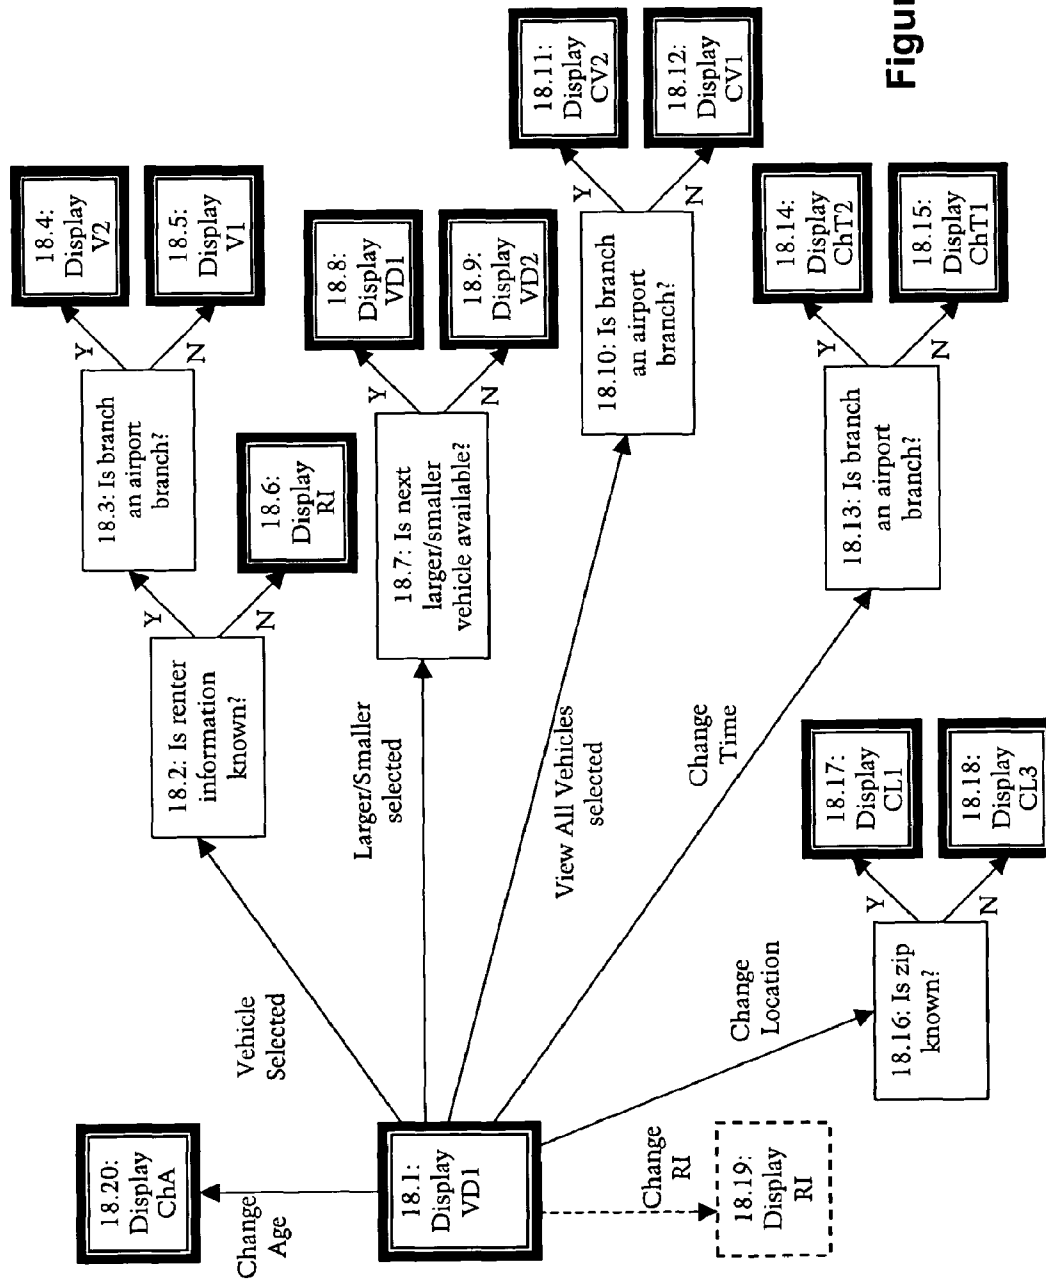 18.20:
Display
ChA
Change
Age
18.1:
Display
VD1
Change
RI
18.19:
Display
RI
Vehicle
Selected
18.2: Is renter
information
known?
Y
N
18.3: Is branch
an airport
branch?
Y
N
18.4:
Display
V2
18.5:
Display
V1
18.6:
Display
RI
Larger/Smaller
selected
18.7: Is next
larger/smaller
vehicle available?
Y
N
18.8:
Display
VD1
18.9:
Display
VD2
View All Vehicles
selected
18.10: Is branch
an airport
branch?
Y
N
18.11:
Display
CV2
18.12:
Display
CV1
Change
Time
18.13: Is branch
an airport
branch?
Y
N
18.14:
Display
ChT2
18.15:
Display
ChT1
Change
Location
18.16: Is zip
known?
Y
N
18.17:
Display
CL1
18.18:
Display
CL3